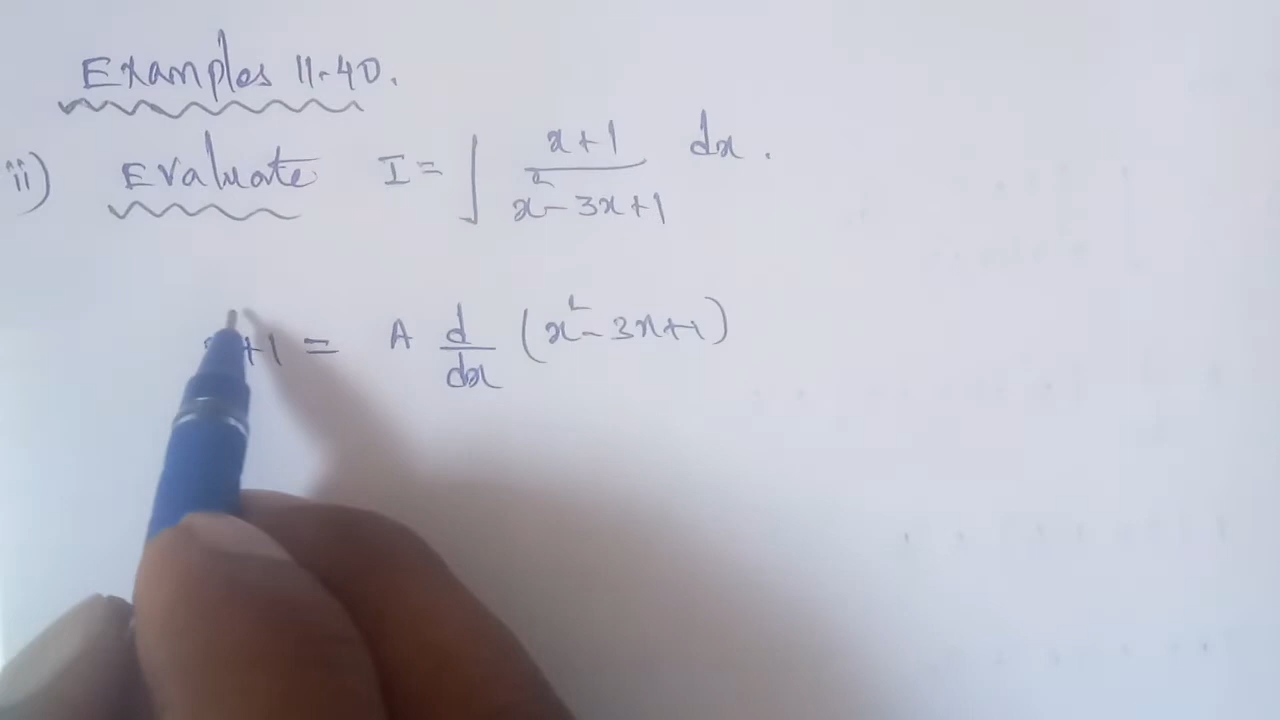 Examples 11.40.
ii) Evaluate I = ∫ x+1 / x²-3x+1 dx.
+1 = A d/dx (x²-3x+1)